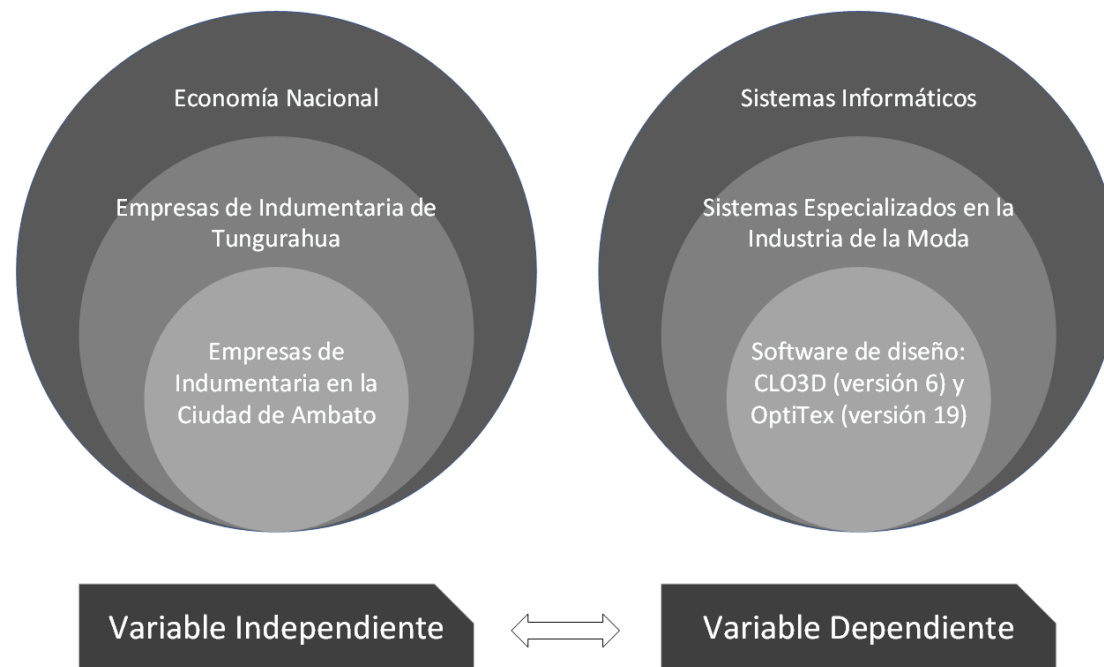 Economía Nacional
Empresas de Indumentaria de
Tungurahua
Empresas de
Indumentaria en la
Ciudad de Ambato
Sistemas Informáticos
Sistemas Especializados en la
Industria de la Moda
Software de diseño:
CLO3D (versión 6) y
OptiTex (versión 19)
Variable Independiente
Variable Dependiente